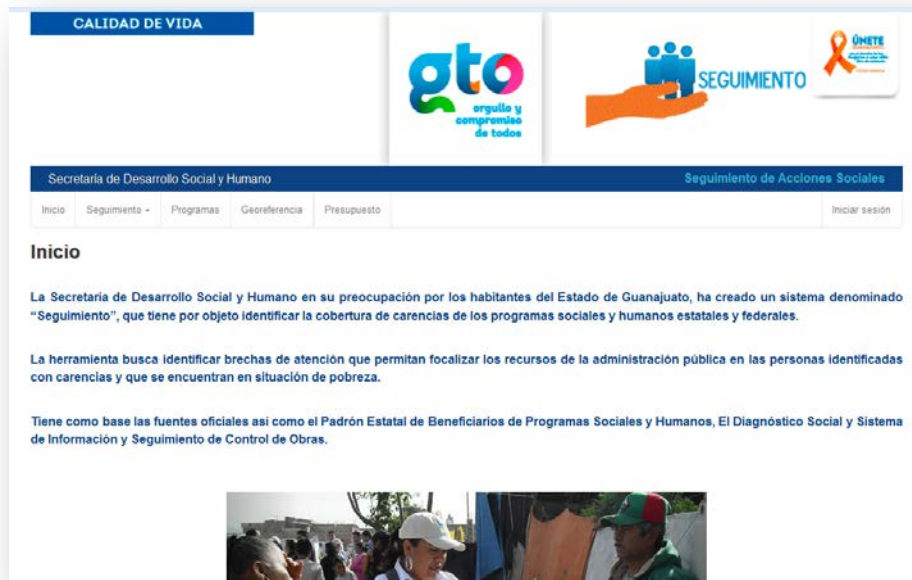 CALIDAD DE VIDA
gto
orgullo y
compromiso
de todos
SEGUIMIENTO
ÚNETE
Secretaría de Desarrollo Social y Humano
Seguimiento de Acciones Sociales
Inicio Seguimiento Programas Georeferencia Presupuesto Iniciar sesión
Inicio
La Secretaría de Desarrollo Social y Humano en su preocupación por los habitantes del Estado de Guanajuato, ha creado un sistema denominado
“Seguimiento”, que tiene por objeto identificar la cobertura de carencias de los programas sociales y humanos estatales y federales.
La herramienta busca identificar brechas de atención que permitan focalizar los recursos de la administración pública en las personas identificadas
con carencias y que se encuentran en situación de pobreza.
Tiene como base las fuentes oficiales así como el Padrón Estatal de Beneficiarios de Programas Sociales y Humanos, El Diagnóstico Social y Sistema
de Información y Seguimiento de Control de Obras.